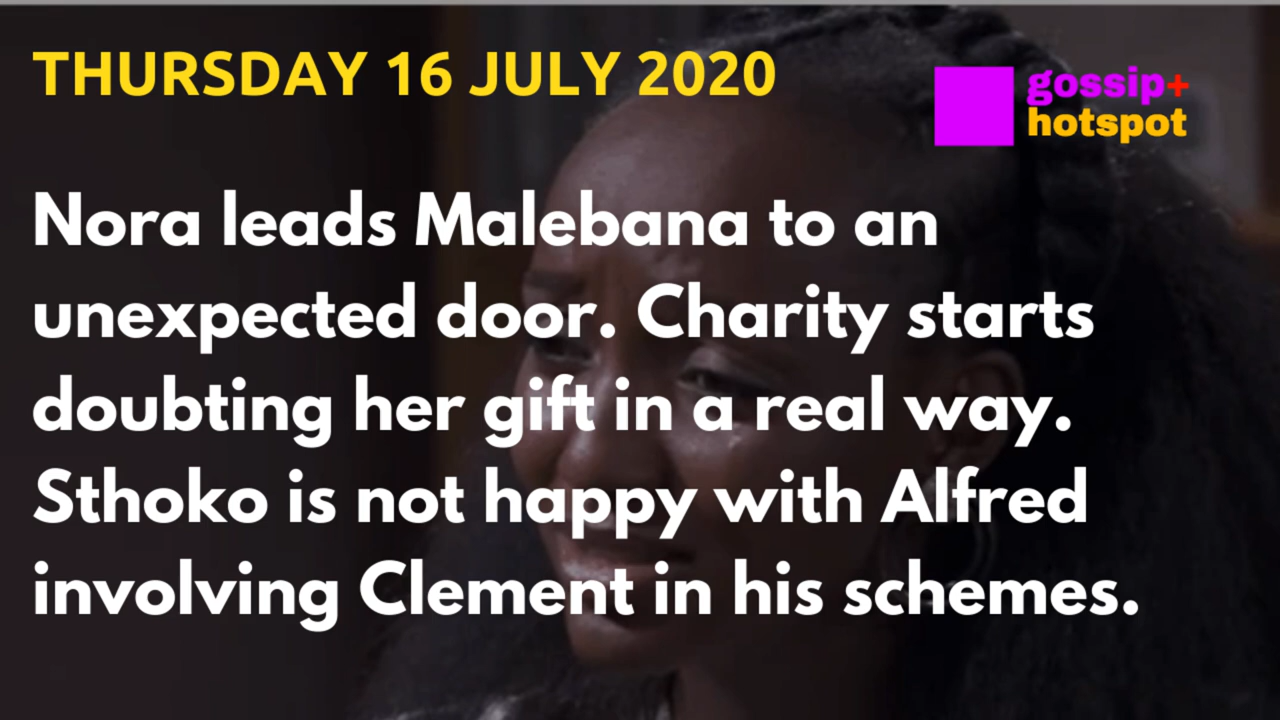 THURSDAY 16 JULY 2020
gossip+
hotspot
Nora leads Malebana to an
unexpected door. Charity starts
doubting her gift in a real way.
Sthoko is not happy with Alfred
involving Clement in his schemes.